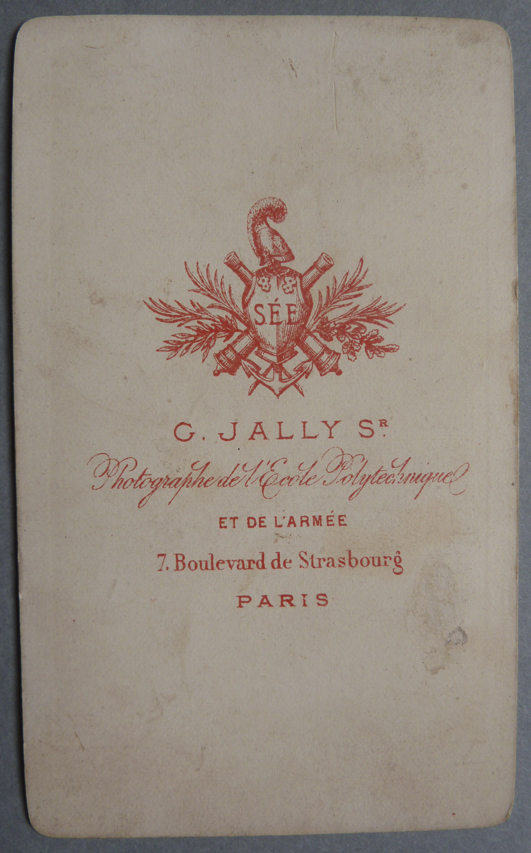 SÉE
G. JALLY SR.
Photographe de l'École Polytechnique
ET DE L'ARMÉE
7. Boulevard de Strasbourg
PARIS